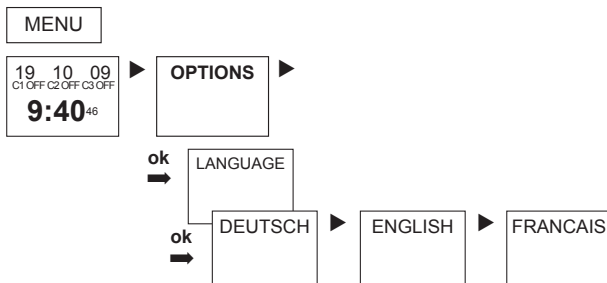 MENU
19 10 09
C1 OFF C2 OFF C3 OFF
9:40 46
OPTIONS
ok
LANGUAGE
ok
DEUTSCH
ENGLISH
FRANCAIS